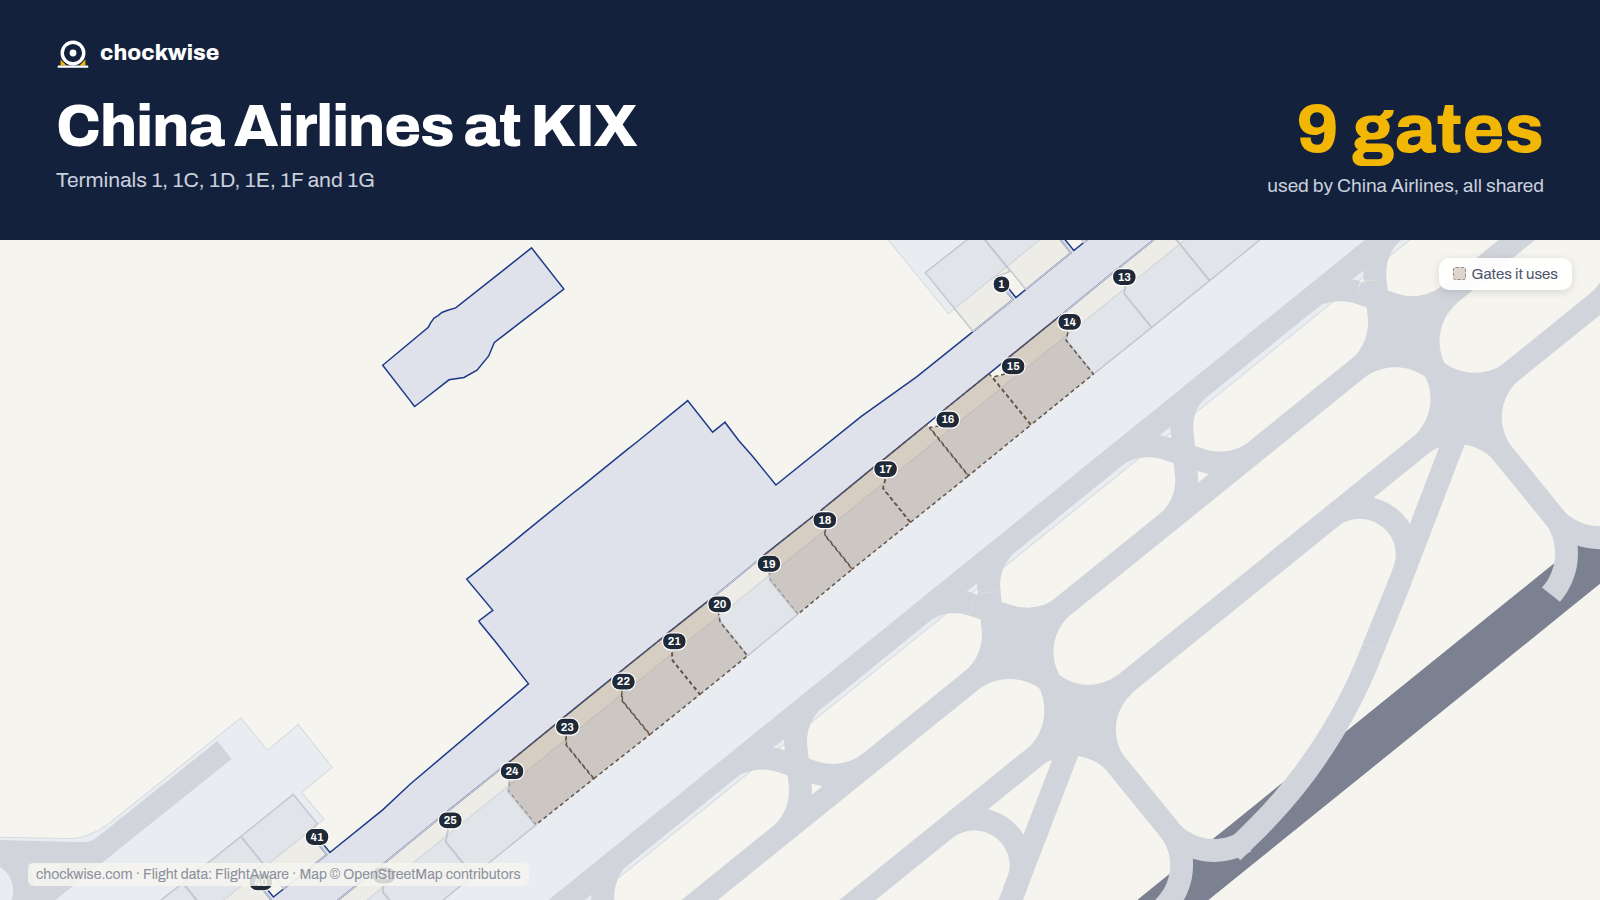 chockwise
China Airlines at KIX
Terminals 1, 1C, 1D, 1E, 1F and 1G
9 gates
used by China Airlines, all shared
Gates it uses
1
13
14
15
16
17
18
19
20
21
22
23
24
25
41
chockwise.com · Flight data: FlightAware · Map © OpenStreetMap contributors